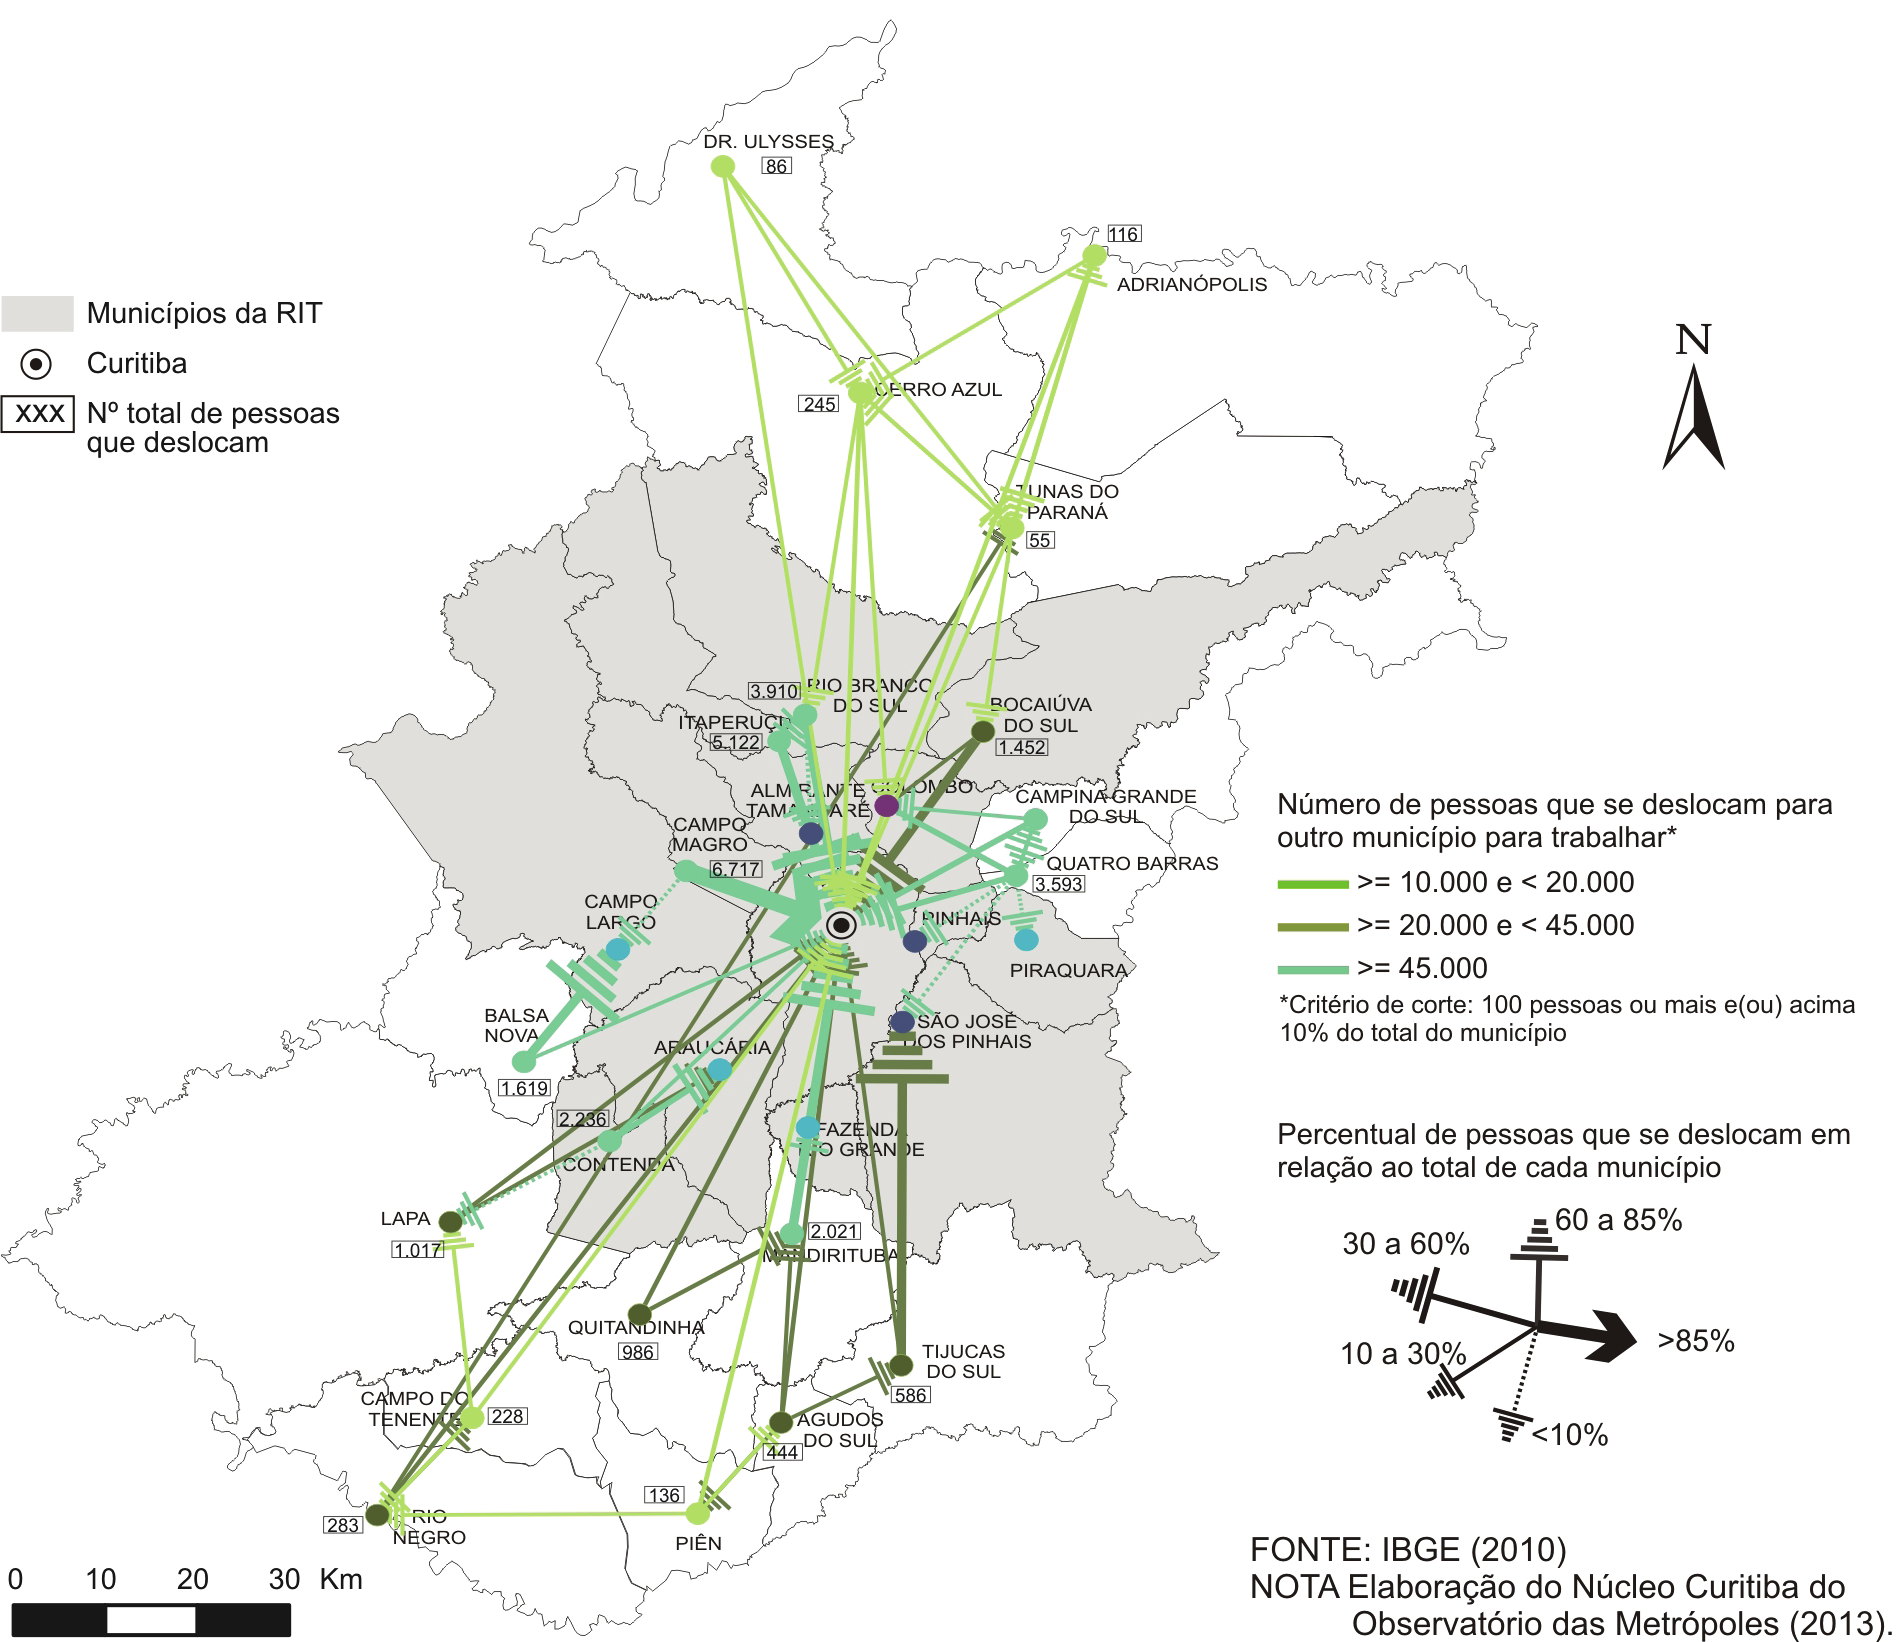 DR. ULYSSES
86
116
ADRIANÓPOLIS
Municípios da RIT
Curitiba
XXX Nº total de pessoas
que deslocam
N
CERRO AZUL
245
TUNAS DO
PARANÁ
55
3.910
RIO BRANCO
DO SUL
ITAPERUÇU
5.122
BOCAIÚVA
DO SUL
1.452
ALMIRANTE
TAMANDARÉ
COLOMBO
CAMPINA GRANDE
DO SUL
CAMPO
MAGRO
6.717
QUATRO BARRAS
3.593
CAMPO
LARGO
PINHAIS
PIRAQUARA
BALSA
NOVA
1.619
SÃO JOSÉ
DOS PINHAIS
ARAUCÁRIA
2.236
CONTENDA
FAZENDA
RIO GRANDE
LAPA
1.017
2.021
MANDIRITUBA
QUITANDINHA
986
TIJUCAS
DO SUL
586
CAMPO DO
TENENTE
228
AGUDOS
DO SUL
444
136
PIÊN
283
RIO
NEGRO
0 10 20 30 Km
Número de pessoas que se deslocam para
outro município para trabalhar*
>= 10.000 e < 20.000
>= 20.000 e < 45.000
>= 45.000
*Critério de corte: 100 pessoas ou mais e(ou) acima
10% do total do município
Percentual de pessoas que se deslocam em
relação ao total de cada município
60 a 85%
30 a 60%
>85%
10 a 30%
<10%
FONTE: IBGE (2010)
NOTA Elaboração do Núcleo Curitiba do
Observatório das Metrópoles (2013).